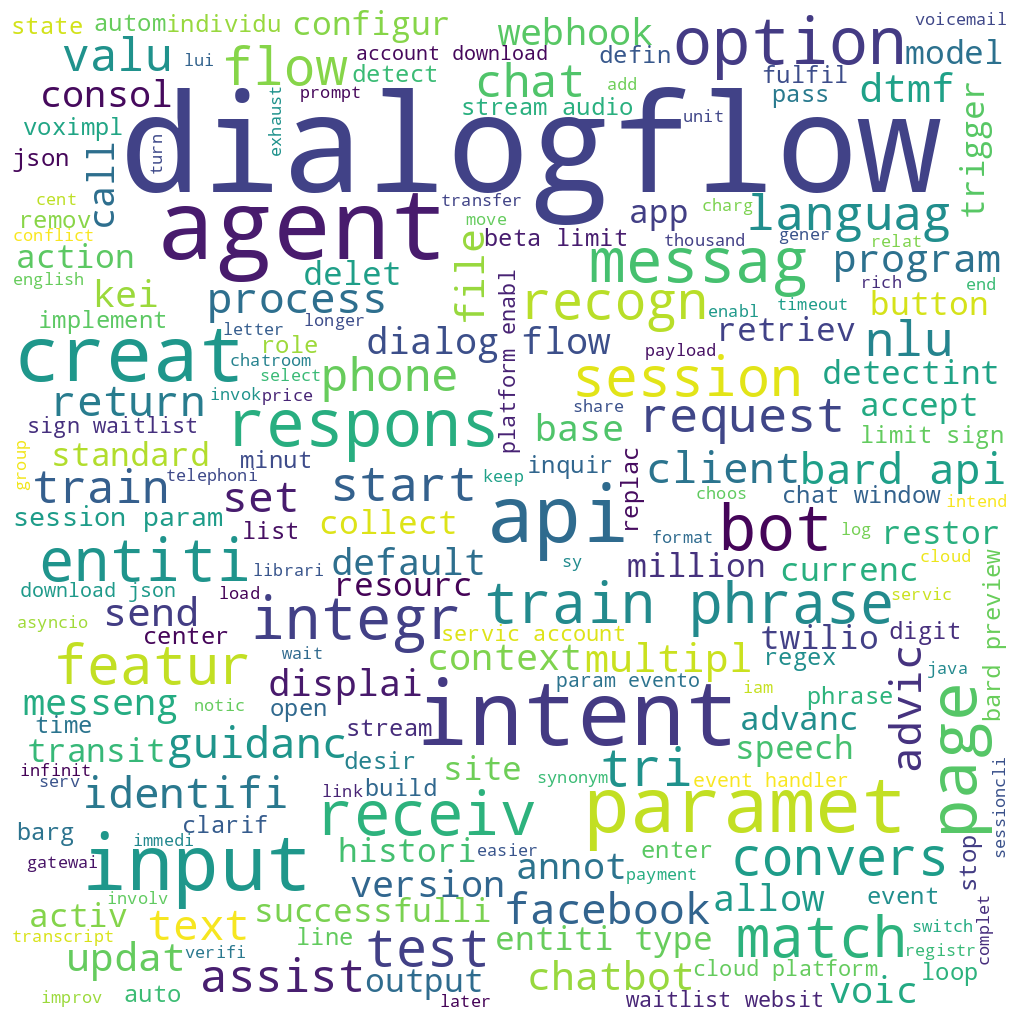 state
autom
individu
configur
webhook
option
voicemail
valu
lui
flow
account download
detect
chat
defin
fulfil
model
consol
prompt
exhaust
add
pass
dtmf
stream audio
unit
voximpl
dialogflow
trigger
json
call
turn
cent
agent
transfer
app
charg
languag
remov
move
conflict
beta limit
thousand
gener
relat
action
file
messag
program
english
delet
rich
end
kei
process
recogn
enabl
timeout
button
implement
letter
longer
dialog flow
platform enabl
retriev
nlu
role
creat
chatroom
select
phone
payload
session
detectint
return
invok
price
respons
share
request
accept
sign waitlist
base
limit sign
group
standard
minut
telephoni
train
set
start
keep
inquir
replac
client
bard api
choos
chat window
intend
session param
list
collect
api
bot
log
restor
format
entiti
librari
default
sy
million
currenc
cloud
download json
load
resourc
train phrase
servic
bard preview
send
asyncio
center
integr
servic account
twilio
digit
featur
wait
context
multipl
regex
advic
java
displai
param evento
iam
phrase
page
messeng
notic
open
intent
advanc
time
stream
transit
guidanc
desir
speech
infinit
site
tri
serv
identifi
link
build
synonym
event handler
sessioncli
receiv
paramet
barg
clarif
immedi
histori
easier
enter
stop
gatewai
input
annot
payment
convers
involv
version
allow
event
complet
activ
successfulli
facebook
text
transcript
verifi
line
test
entiti type
match
switch
registr
updat
assist
output
chatbot
cloud platform
loop
improv
auto
later
waitlist websit
voic